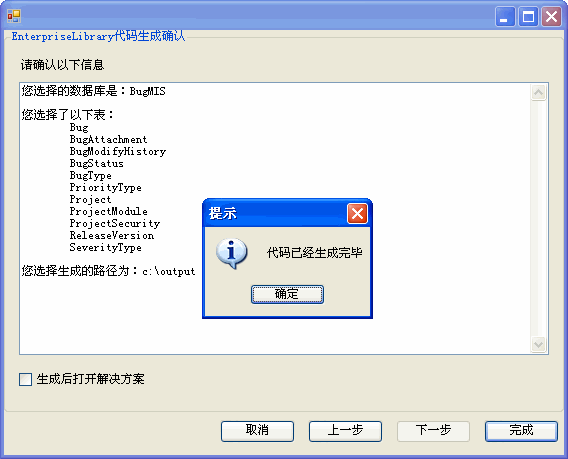 EnterpriseLibrary代码生成确认
请确认以下信息
您选择的数据库是：BugMIS
您选择了以下表：
Bug
BugAttachment
BugModifyHistory
BugStatus
BugType
PriorityType
Project
ProjectModule
ProjectSecurity
ReleaseVersion
SeverityType
您选择生成的路径为：c:\output
提示
代码已经生成完毕
确定
生成后打开解决方案
取消
上一步
下一步
完成